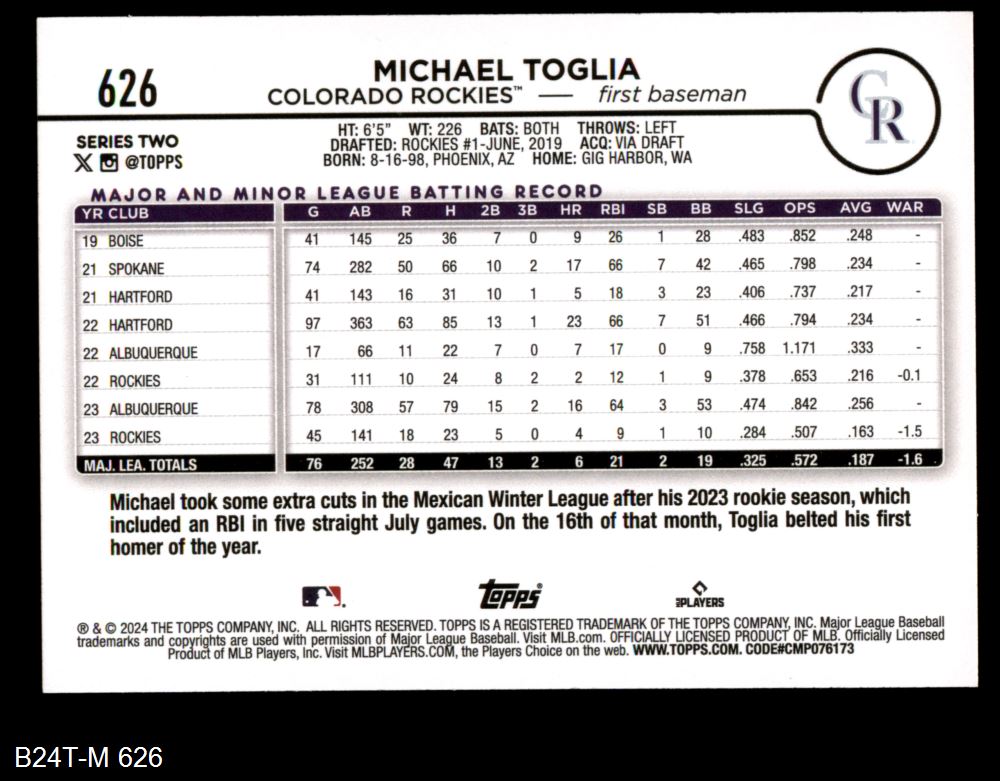 626
MICHAEL TOGLIA
COLORADO ROCKIES™ — first baseman
CR
SERIES TWO
@TOPPS
HT: 6'5" WT: 226 BATS: BOTH THROWS: LEFT
DRAFTED: ROCKIES #1-JUNE, 2019 ACQ: VIA DRAFT
BORN: 8-16-98, PHOENIX, AZ HOME: GIG HARBOR, WA
MAJOR AND MINOR LEAGUE BATTING RECORD
YR CLUB G AB R H 2B 3B HR RBI SB BB SLG OPS AVG WAR
19 BOISE 41 145 25 36 7 0 9 26 1 28 .483 .852 .248 -
21 SPOKANE 74 282 50 66 10 2 17 66 7 42 .465 .798 .234 -
21 HARTFORD 41 143 16 31 10 1 5 18 3 23 .406 .737 .217 -
22 HARTFORD 97 363 63 85 13 1 23 66 7 51 .466 .794 .234 -
22 ALBUQUERQUE 17 66 11 22 7 0 7 17 0 9 .758 1.171 .333 -
22 ROCKIES 31 111 10 24 8 2 2 12 1 9 .378 .653 .216 -0.1
23 ALBUQUERQUE 78 308 57 79 15 2 16 64 3 53 .474 .842 .256 -
23 ROCKIES 45 141 18 23 5 0 4 9 1 10 .284 .507 .163 -1.5
MAJ. LEA. TOTALS 76 252 28 47 13 2 6 21 2 19 .325 .572 .187 -1.6
Michael took some extra cuts in the Mexican Winter League after his 2023 rookie season, which
included an RBI in five straight July games. On the 16th of that month, Toglia belted his first
homer of the year.
Topps® MLB PLAYERS
® & © 2024 THE TOPPS COMPANY, INC. ALL RIGHTS RESERVED. TOPPS IS A REGISTERED TRADEMARK OF THE TOPPS COMPANY, INC. Major League Baseball
trademarks and copyrights are used with permission of Major League Baseball. Visit MLB.com. OFFICIALLY LICENSED PRODUCT OF MLB. Officially Licensed
Product of MLB Players, Inc. Visit MLBPLAYERS.COM, the Players Choice on the web. WWW.TOPPS.COM. CODE#CMP076173
B24T-M 626